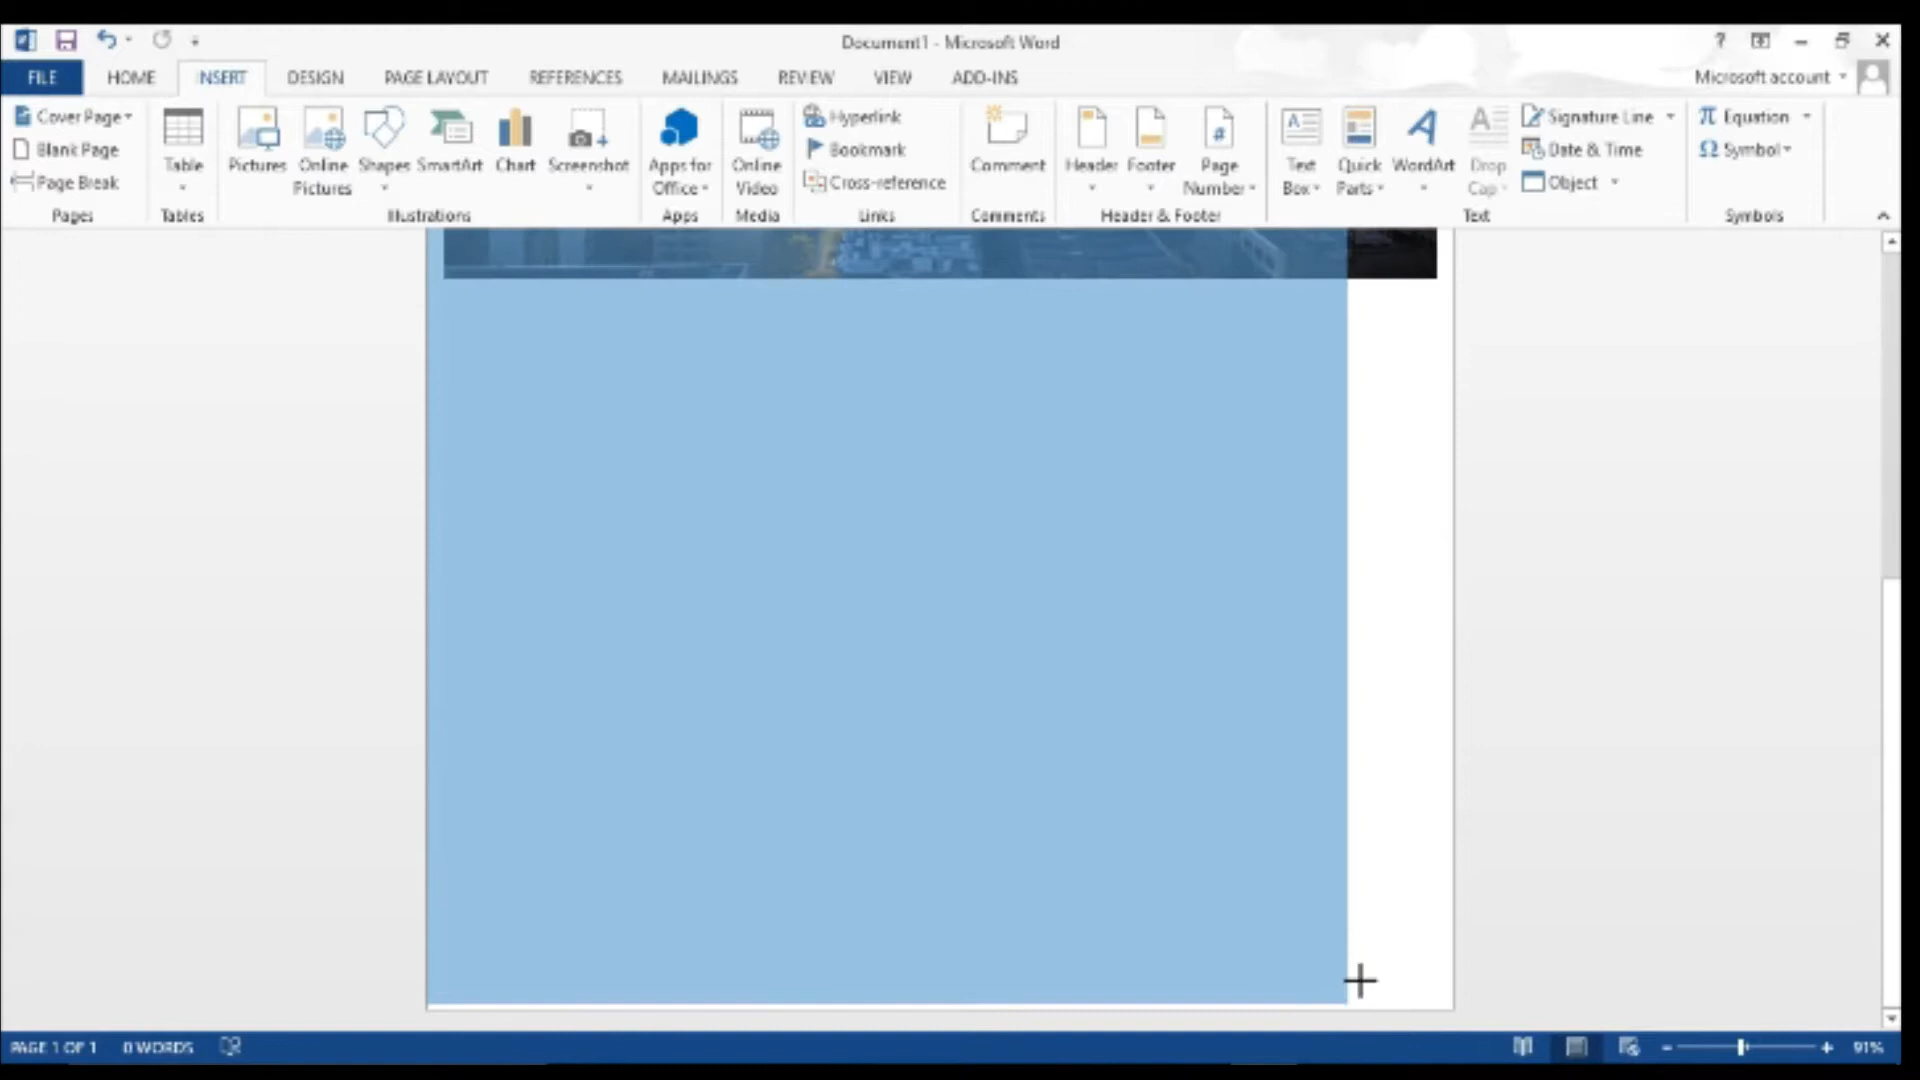 Document1 - Microsoft Word
?
FILE HOME INSERT DESIGN PAGE LAYOUT REFERENCES MAILINGS REVIEW VIEW ADD-INS Microsoft account
Cover Page
Blank Page
Page Break
Pages
Table
Tables
Pictures
Online Pictures
Shapes
SmartArt
Chart
Screenshot
Illustrations
Apps for Office
Apps
Online Video
Media
Hyperlink
Bookmark
Cross-reference
Links
Comment
Comments
Header
Footer
Page Number
Header & Footer
Text Box
Quick Parts
WordArt
Drop Cap
Signature Line
Date & Time
Object
Text
π Equation
Ω Symbol
Symbols
PAGE 1 OF 1 0 WORDS
91%